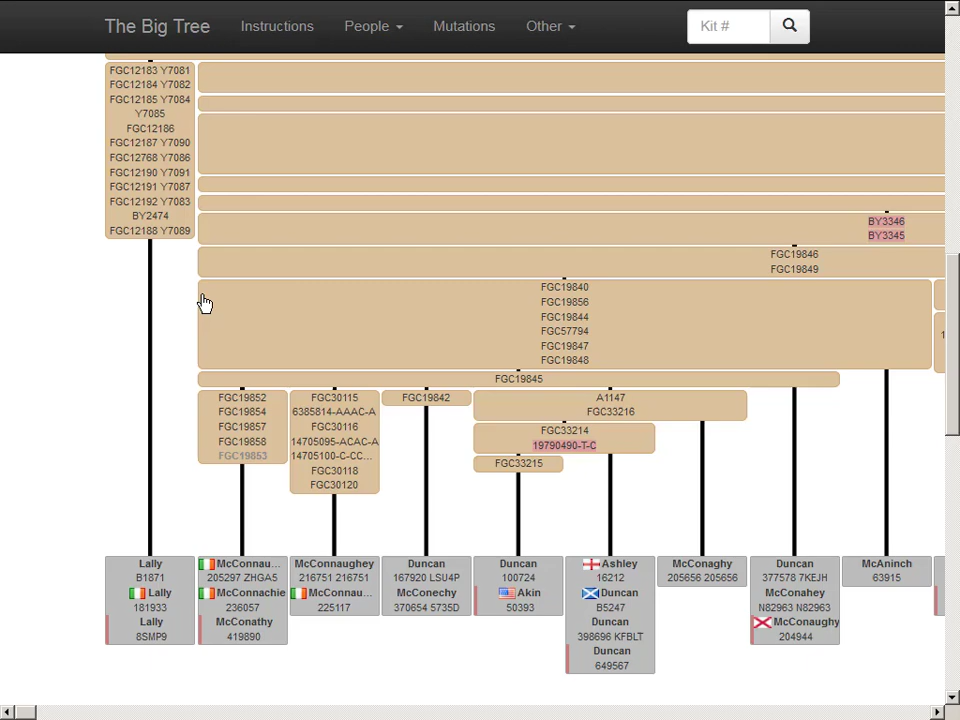 The Big Tree
Instructions
People
Mutations
Other
Kit #
FGC12183 Y7081
FGC12184 Y7082
FGC12185 Y7084
Y7085
FGC12186
FGC12187 Y7090
FGC12768 Y7086
FGC12190 Y7091
FGC12191 Y7087
FGC12192 Y7083
BY2474
FGC12188 Y7089
BY3346
BY3345
FGC19846
FGC19849
FGC19840
FGC19856
FGC19844
FGC57794
FGC19847
FGC19848
1
FGC19845
FGC19852
FGC19854
FGC19857
FGC19858
FGC19853
FGC30115
6385814-AAAC-A
FGC30116
14705095-ACAC-A
14705100-C-CC...
FGC30118
FGC30120
FGC19842
A1147
FGC33216
FGC33214
19790490-T-C
FGC33215
Lally
B1871
Lally
181933
Lally
8SMP9
McConnau...
205297 ZHGA5
McConnachie
236057
McConathy
419890
McConnaughey
216751 216751
McConnau...
225117
Duncan
167920 LSU4P
McConechy
370654 5735D
Duncan
100724
Akin
50393
Ashley
16212
Duncan
B5247
Duncan
398696 KFBLT
Duncan
649567
McConaghy
205656 205656
Duncan
377578 7KEJH
McConahey
N82963 N82963
McConaughy
204944
McAninch
63915